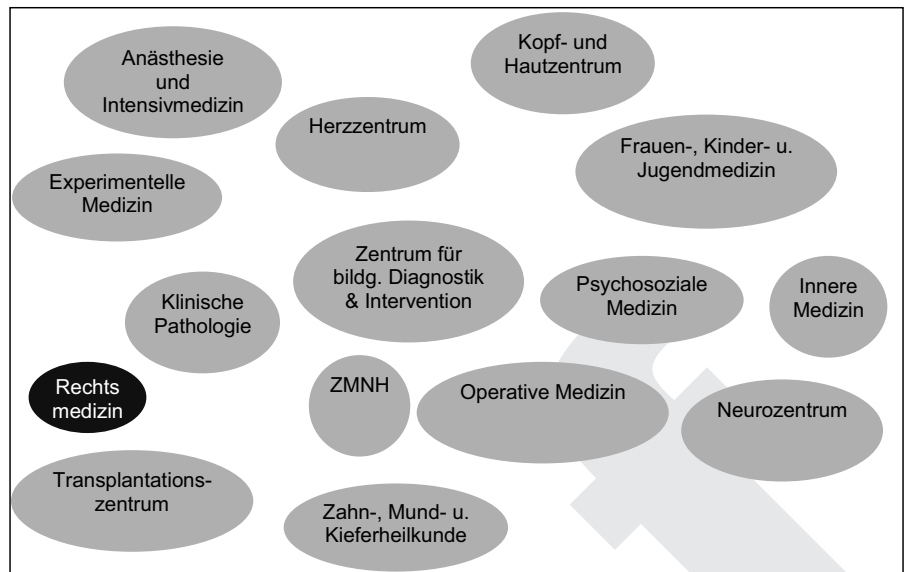 Anästhesie
und
Intensivmedizin
Kopf- und
Hautzentrum
Herzzentrum
Frauen-, Kinder- u.
Jugendmedizin
Experimentelle
Medizin
Zentrum für
bildg. Diagnostik
& Intervention
Psychosoziale
Medizin
Innere
Medizin
Klinische
Pathologie
Rechts
medizin
ZMNH
Operative Medizin
Neurozentrum
Transplantations-
zentrum
Zahn-, Mund- u.
Kieferheilkunde